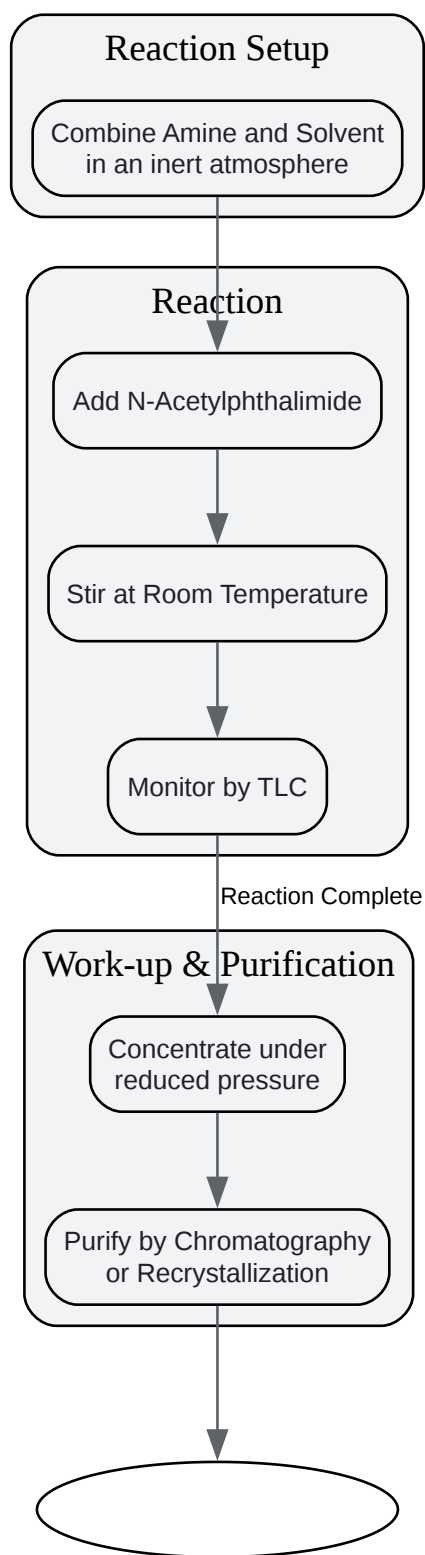 Reaction Setup
Combine Amine and Solvent
in an inert atmosphere
Reaction
Add N-Acetylphthalimide
Stir at Room Temperature
Monitor by TLC
Reaction Complete
Work-up & Purification
Concentrate under
reduced pressure
Purify by Chromatography
or Recrystallization